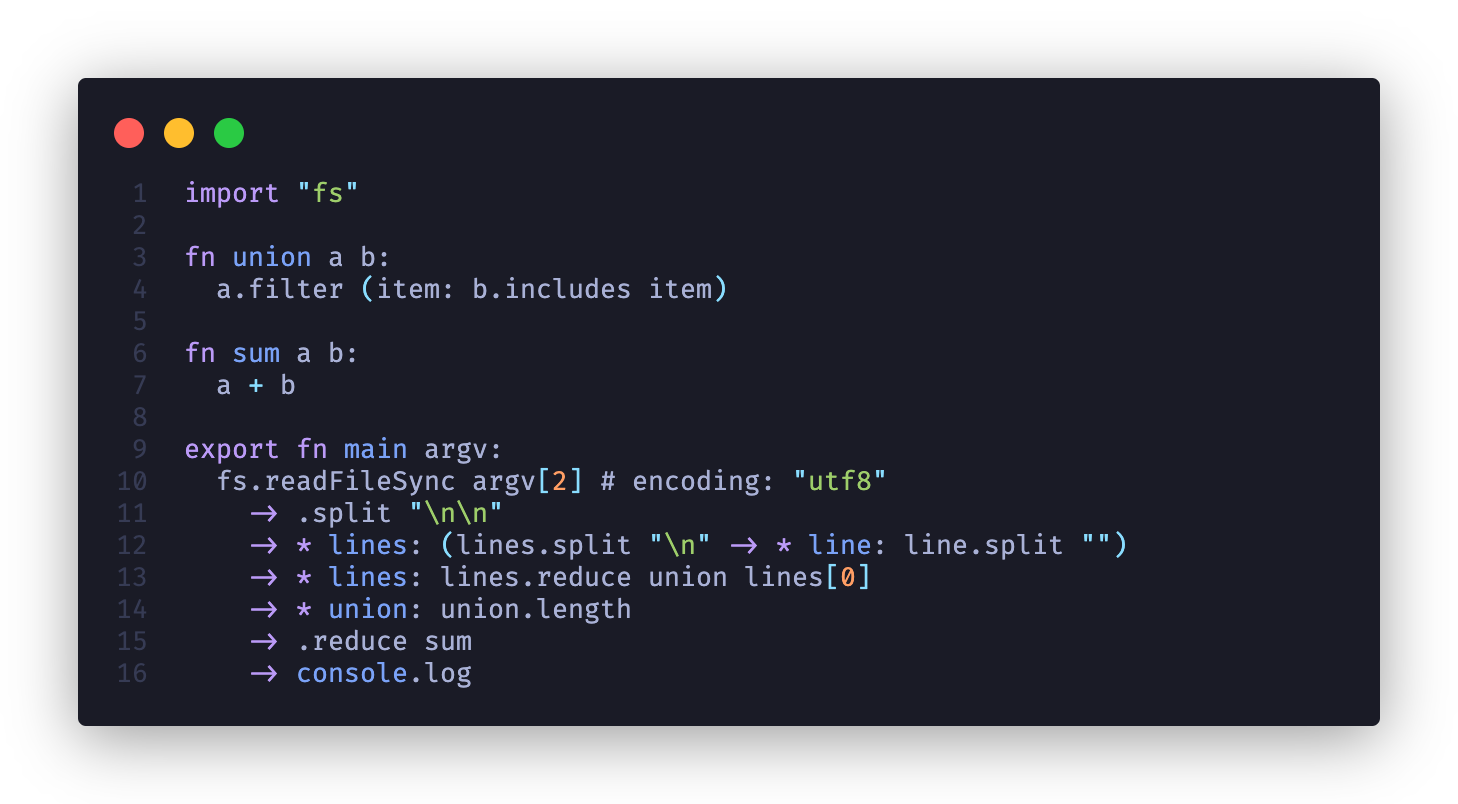 1 import "fs"
2
3 fn union a b:
4   a.filter (item: b.includes item)
5
6 fn sum a b:
7   a + b
8
9 export fn main argv:
10   fs.readFileSync argv[2] # encoding: "utf8"
11     -> .split "\n\n"
12     -> * lines: (lines.split "\n" -> * line: line.split "")
13     -> * lines: lines.reduce union lines[0]
14     -> * union: union.length
15     -> .reduce sum
16     -> console.log